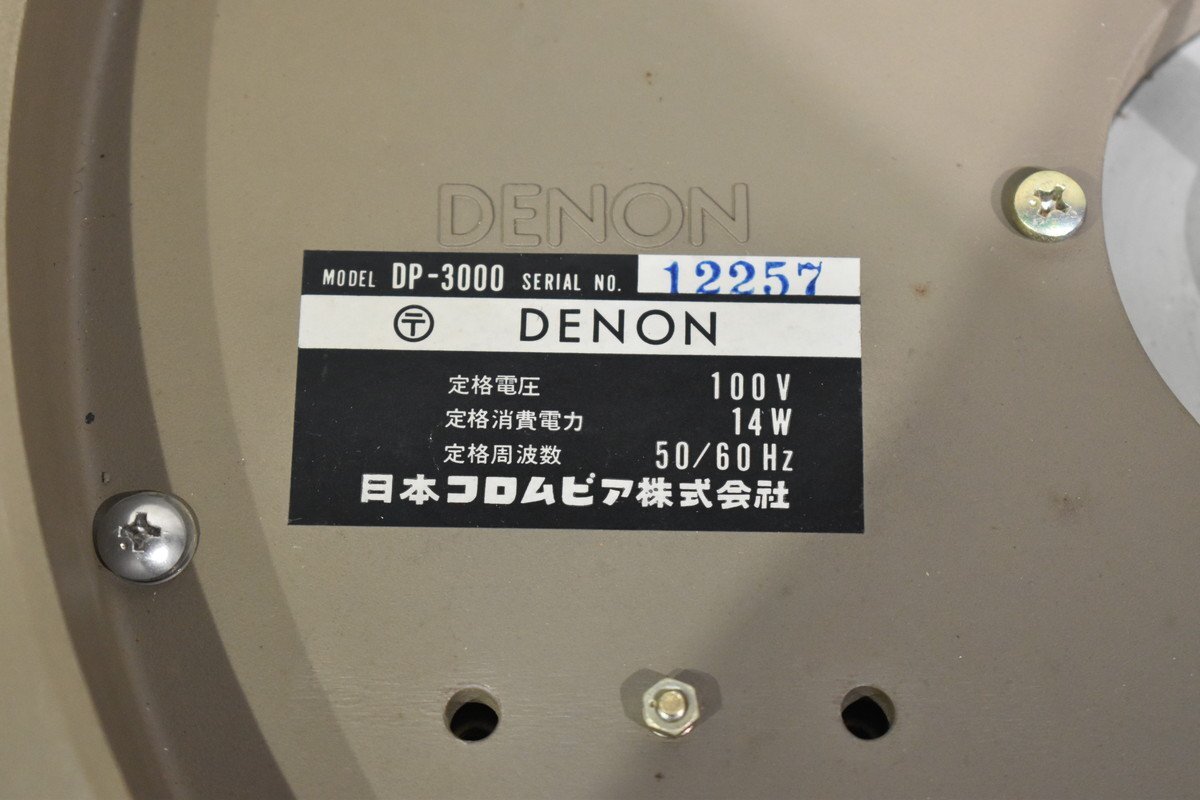 DENON
MODEL DP-3000 SERIAL NO. 12257
〒 DENON
定格電圧 100V
定格消費電力 14W
定格周波数 50/60Hz
日本コロムビア株式会社